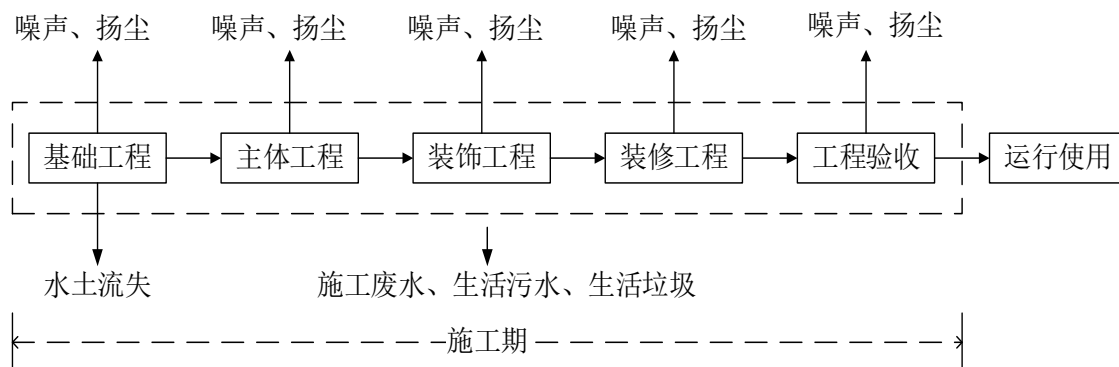 噪声、扬尘 噪声、扬尘 噪声、扬尘 噪声、扬尘 噪声、扬尘
基础工程 主体工程 装饰工程 装修工程 工程验收 运行使用
水土流失 施工废水、生活污水、生活垃圾
施工期